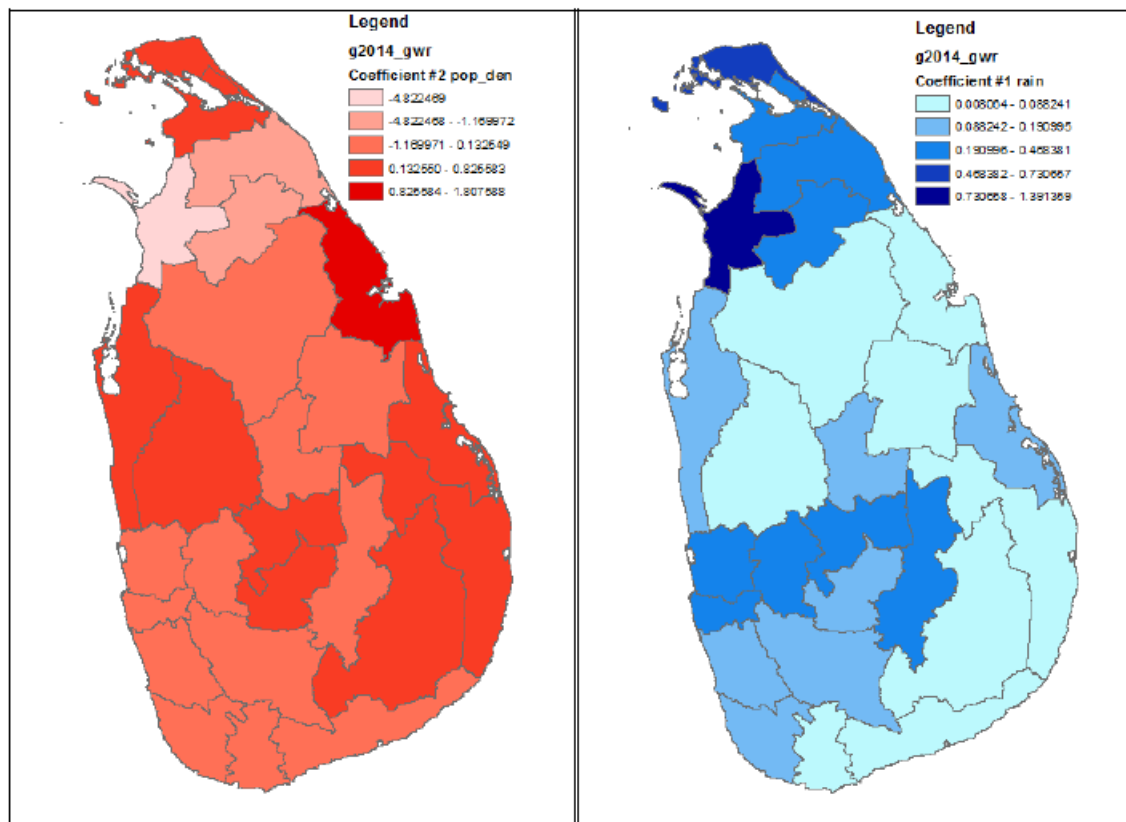 Legend
g2014_gwr
Coefficient #2 pop_den
-4.822469
-4.822468 - -1.169972
-1.169971 - 0.132549
0.132550 - 0.825583
0.826584 - 1.807588
Legend
g2014_gwr
Coefficient #1 rain
0.008064 - 0.088241
0.088242 - 0.190995
0.190996 - 0.468381
0.468382 - 0.730667
0.730668 - 1.391369